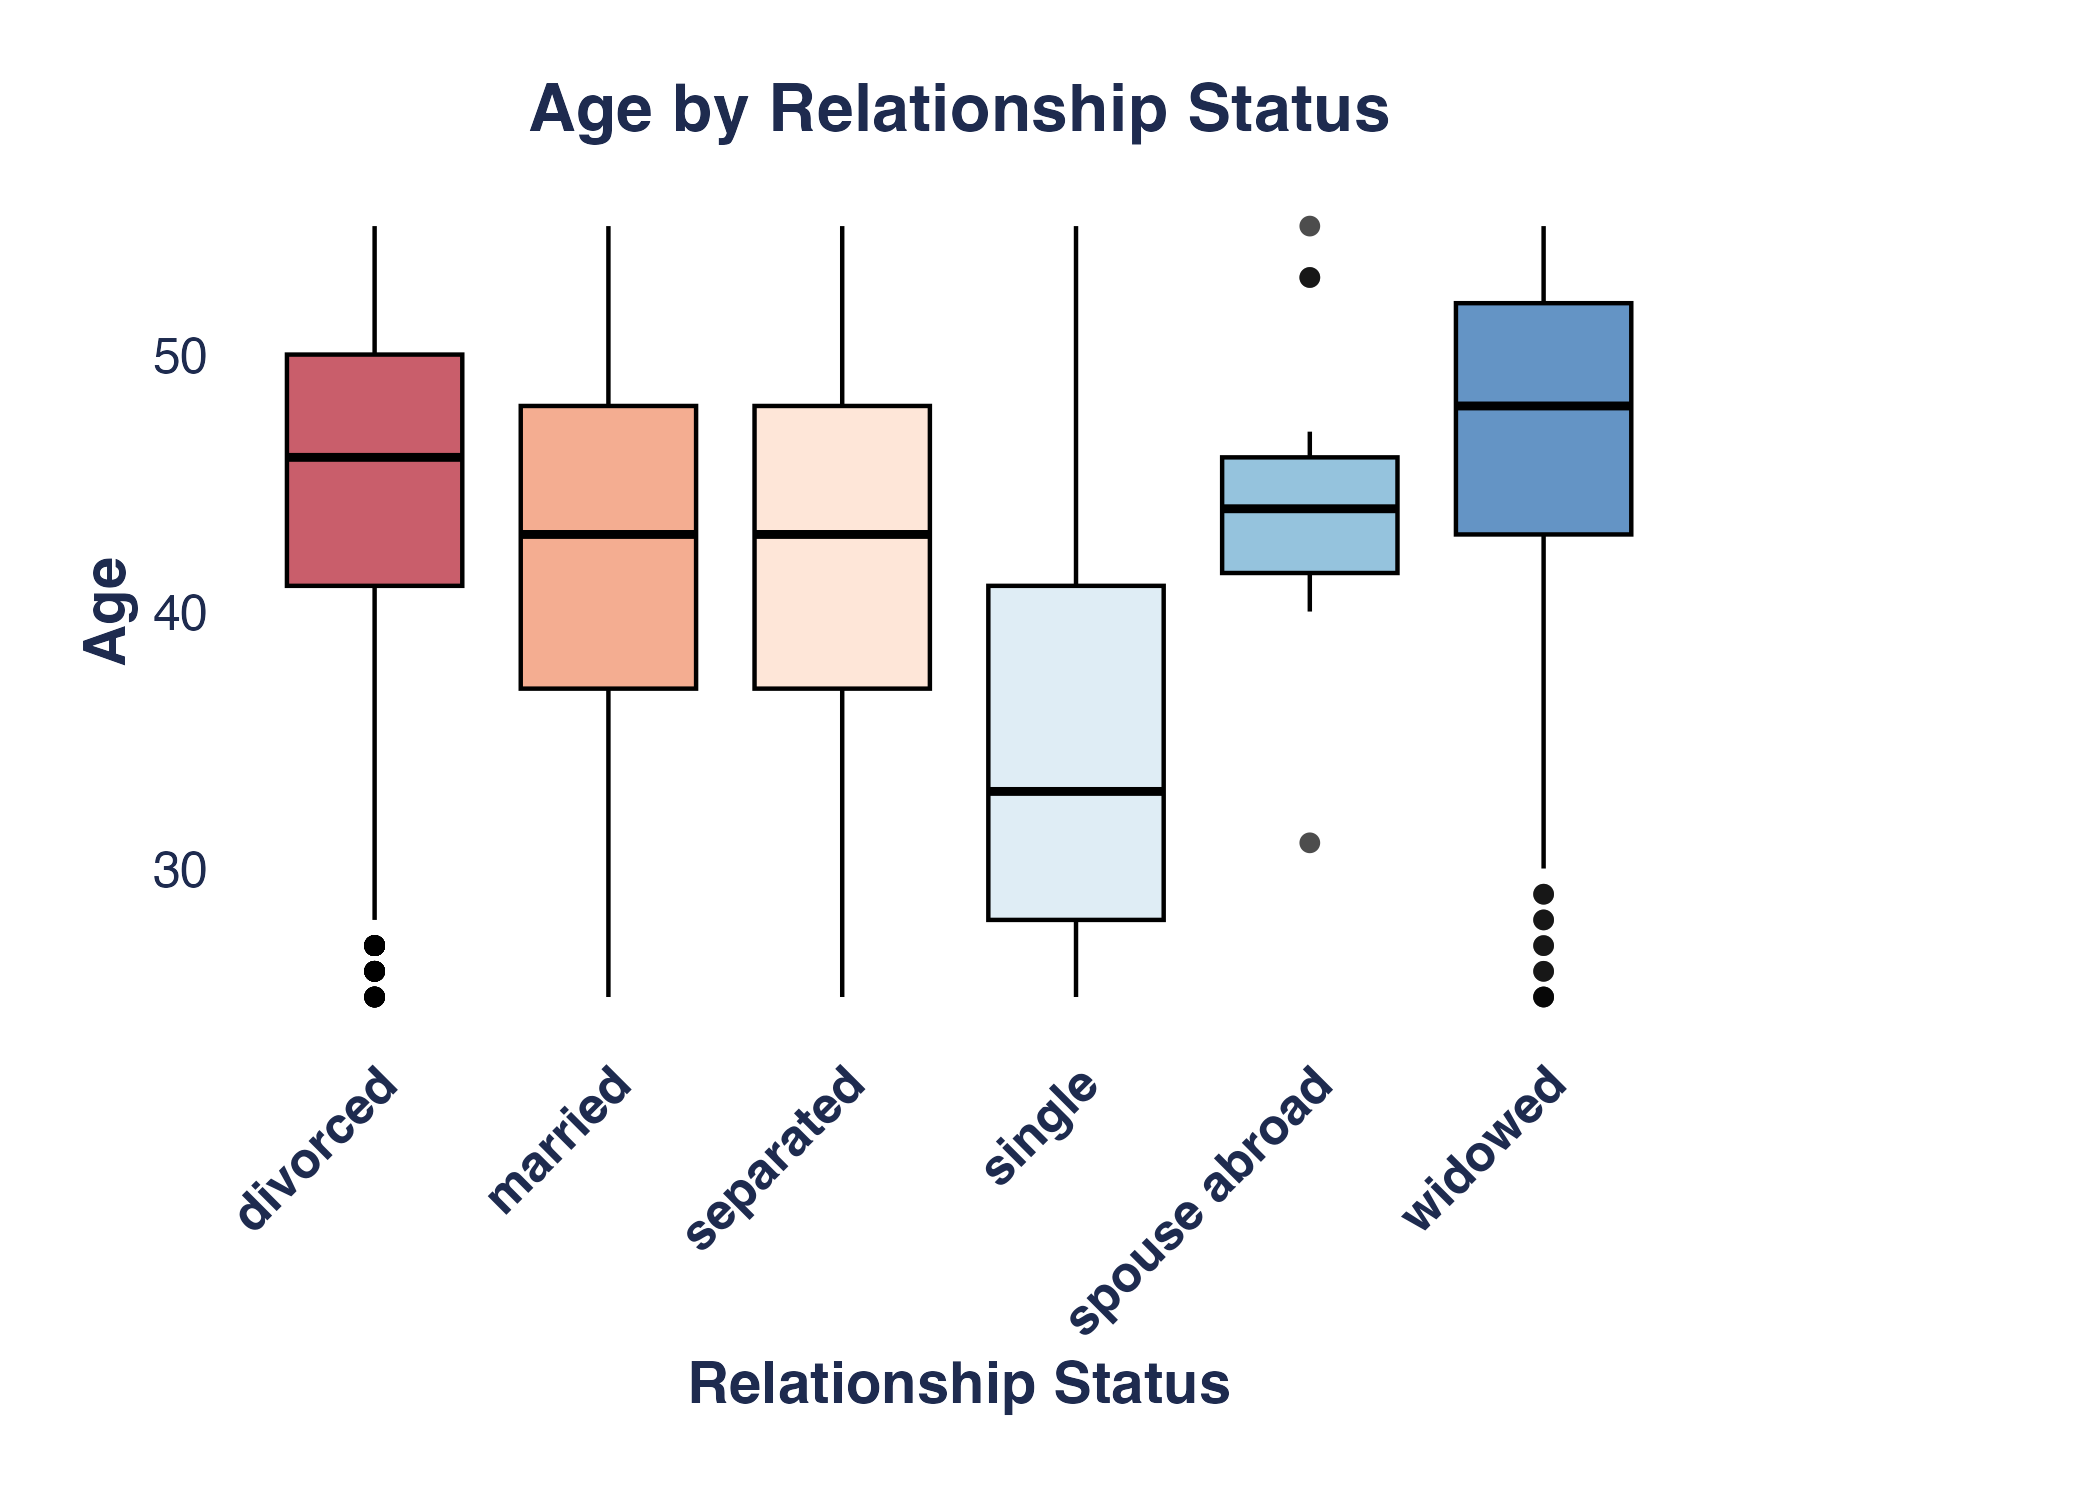 Age by Relationship Status
Age
50
40
30
divorced
married
separated
single
spouse abroad
widowed
Relationship Status